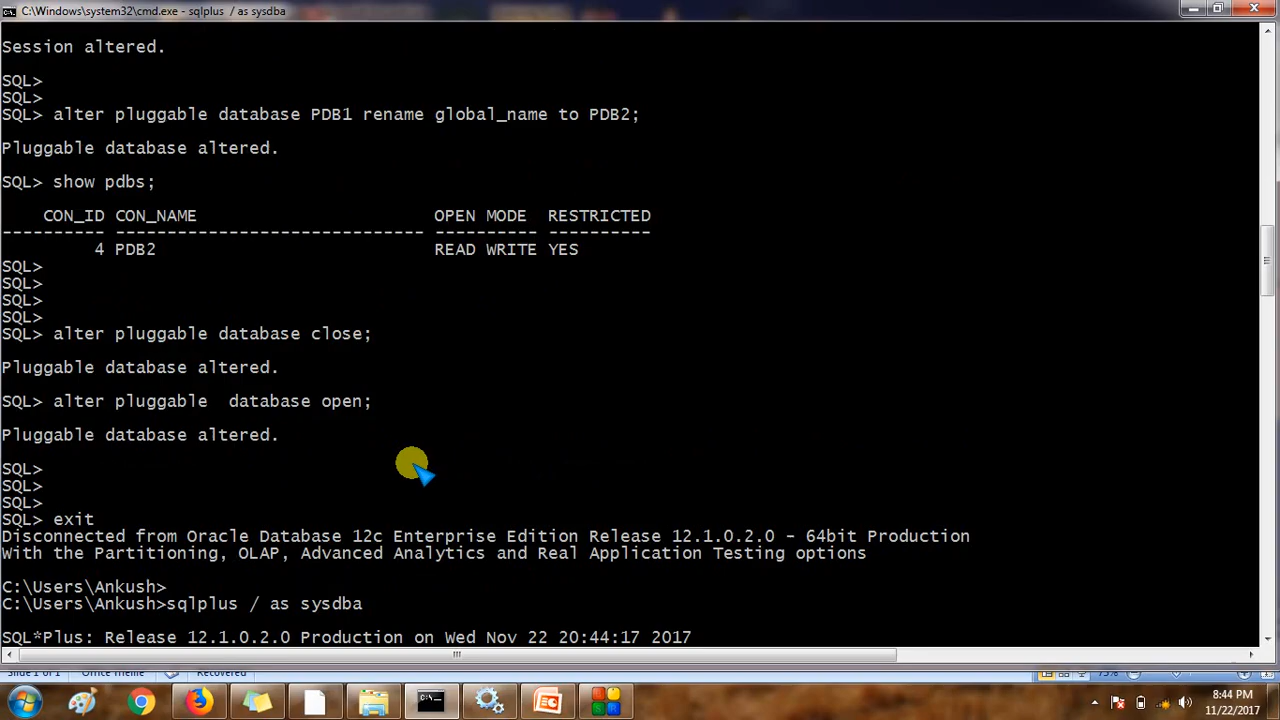 C:\Windows\system32\cmd.exe - sqlplus / as sysdba
Session altered.
SQL>
SQL>
SQL> alter pluggable database PDB1 rename global_name to PDB2;
Pluggable database altered.
SQL> show pdbs;
CON_ID CON_NAME OPEN MODE RESTRICTED
---------- ------------------------------ ---------- ----------
4 PDB2 READ WRITE YES
SQL>
SQL>
SQL>
SQL>
SQL> alter pluggable database close;
Pluggable database altered.
SQL> alter pluggable  database open;
Pluggable database altered.
SQL>
SQL>
SQL>
SQL> exit
Disconnected from Oracle Database 12c Enterprise Edition Release 12.1.0.2.0 - 64bit Production
With the Partitioning, OLAP, Advanced Analytics and Real Application Testing options
C:\Users\Ankush>
C:\Users\Ankush>sqlplus / as sysdba
SQL*Plus: Release 12.1.0.2.0 Production on Wed Nov 22 20:44:17 2017
Slide 1 of 1 Office Theme Recovered 75%
8:44 PM
11/22/2017